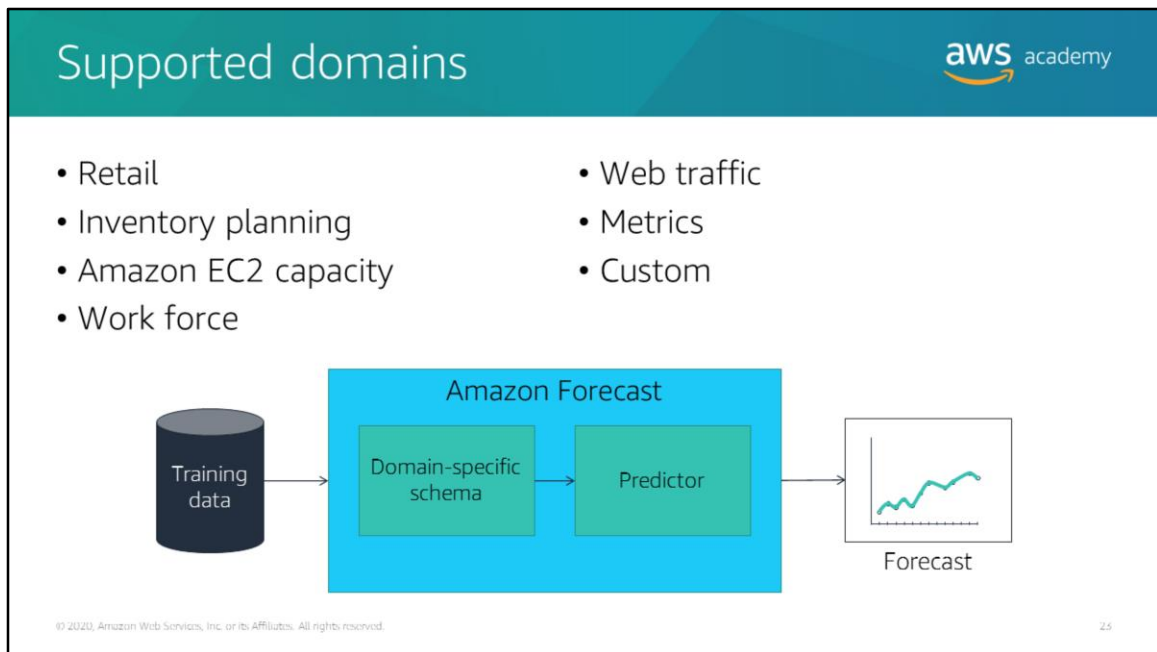 Supported domains
aws academy
• Retail
• Inventory planning
• Amazon EC2 capacity
• Work force
• Web traffic
• Metrics
• Custom
Amazon Forecast
Training
data
Domain-specific
schema
Predictor
Forecast
© 2020, Amazon Web Services, Inc. or its Affiliates. All rights reserved.
23